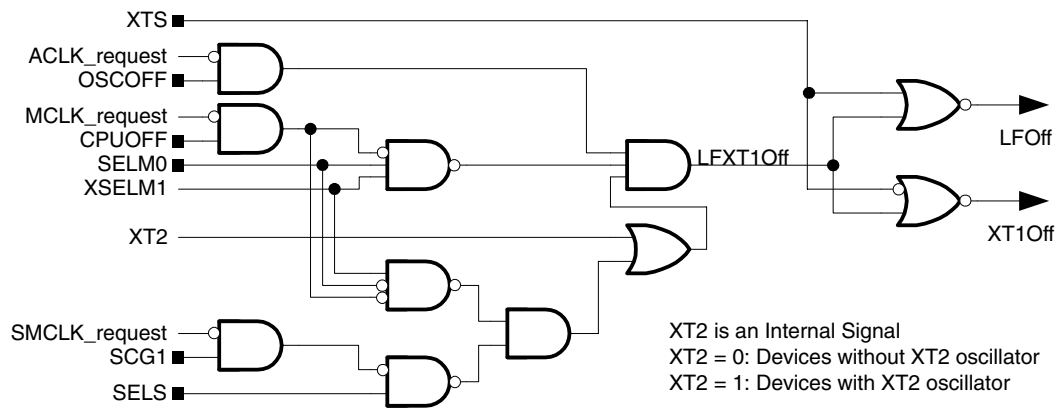 XTS
ACLK_request
OSCOFF
MCLK_request
CPUOFF
SELM0
XSELM1
XT2
SMCLK_request
SCG1
SELS
LFXT1Off
LFOff
XT1Off
XT2 is an Internal Signal
XT2 = 0: Devices without XT2 oscillator
XT2 = 1: Devices with XT2 oscillator